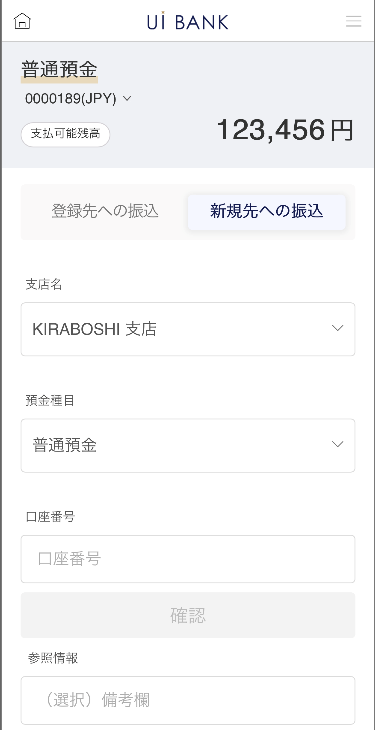 UI BANK
普通預金
0000189(JPY)
支払可能残高
123,456円
登録先への振込
新規先への振込
支店名
KIRABOSHI 支店
預金種目
普通預金
口座番号
口座番号
確認
参照情報
（選択）備考欄